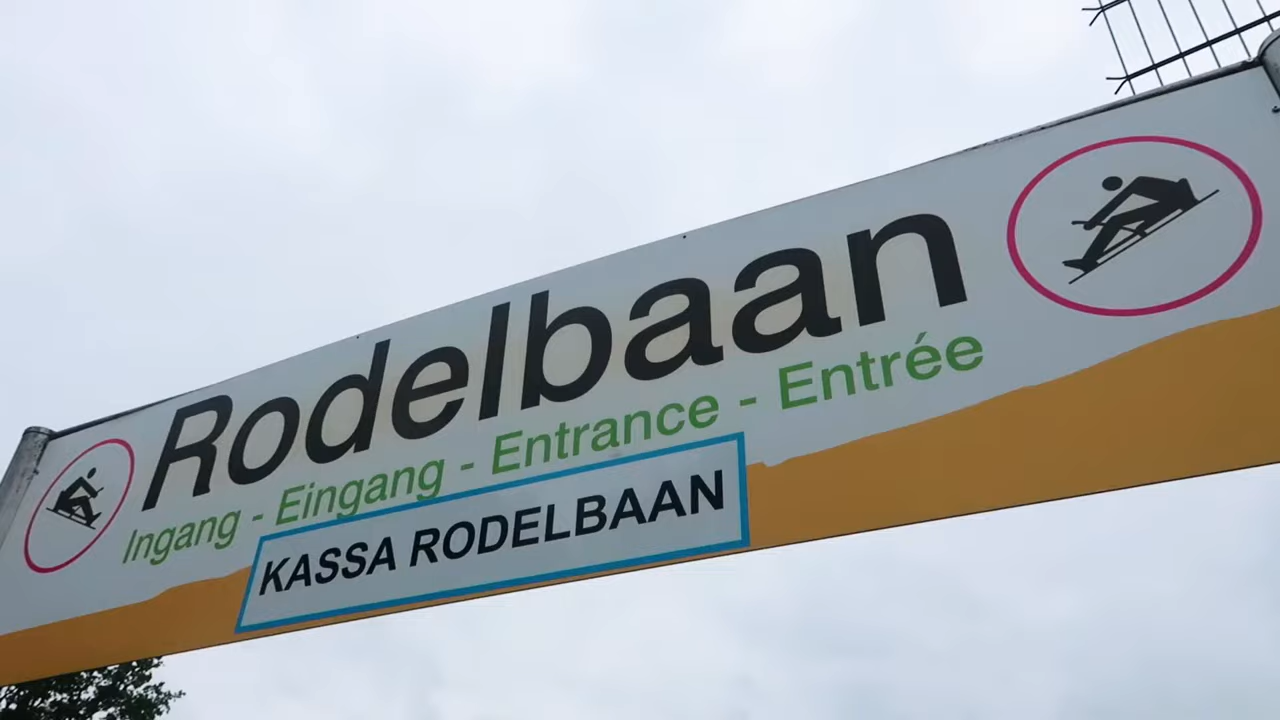 Rodelbaan
Ingang - Eingang - Entrance - Entrée
KASSA RODELBAAN